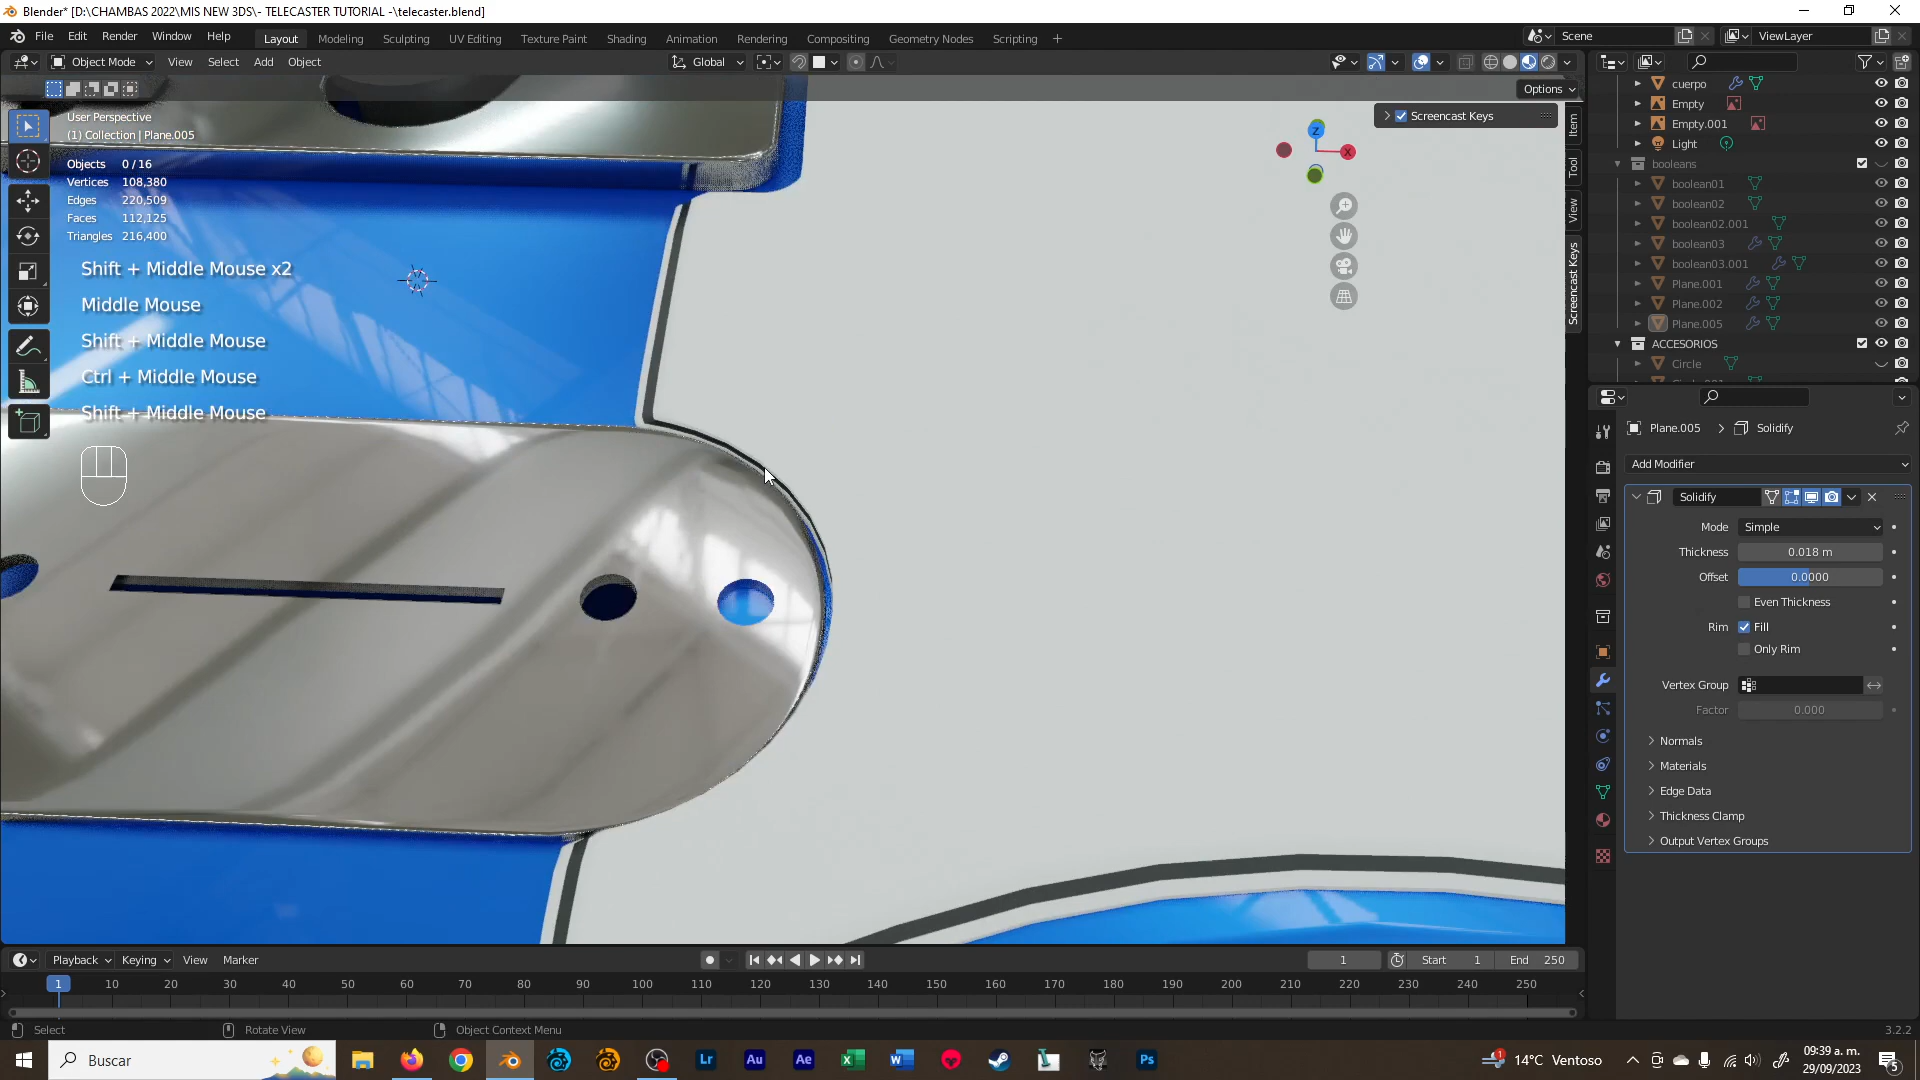 Blender* [D:\CHAMBAS 2022\MIS NEW 3DS\- TELECASTER TUTORIAL -\telecaster.blend]
File Edit Render Window Help Layout Modeling Sculpting UV Editing Texture Paint Shading Animation Rendering Compositing Geometry Nodes Scripting + Scene ViewLayer
Object Mode View Select Add Object Global
Options
User Perspective
(1) Collection | Plane.005
Objects 0 / 16
Vertices 108,380
Edges 220,509
Faces 112,125
Triangles 216,400
Shift + Middle Mouse x2
Middle Mouse
Shift + Middle Mouse
Ctrl + Middle Mouse
Shift + Middle Mouse
Screencast Keys
Z
X
Item
Tool
View
Screencast Keys
cuerpo
Empty
Empty.001
Light
booleans
boolean01
boolean02
boolean02.001
boolean03
boolean03.001
Plane.001
Plane.002
Plane.005
ACCESORIOS
Circle
Plane.005 > Solidify
Add Modifier
Solidify
Mode Simple
Thickness 0.018 m
Offset 0.0000
Even Thickness
Rim Fill
Only Rim
Vertex Group
Factor 0.000
Normals
Materials
Edge Data
Thickness Clamp
Output Vertex Groups
Playback Keying View Marker 1 Start 1 End 250
1 10 20 30 40 50 60 70 80 90 100 110 120 130 140 150 160 170 180 190 200 210 220 230 240 250
Select Rotate View Object Context Menu 3.2.2
Buscar Lr Au Ae Ps 1 14°C Ventoso 09:39 a. m.
29/09/2023 5